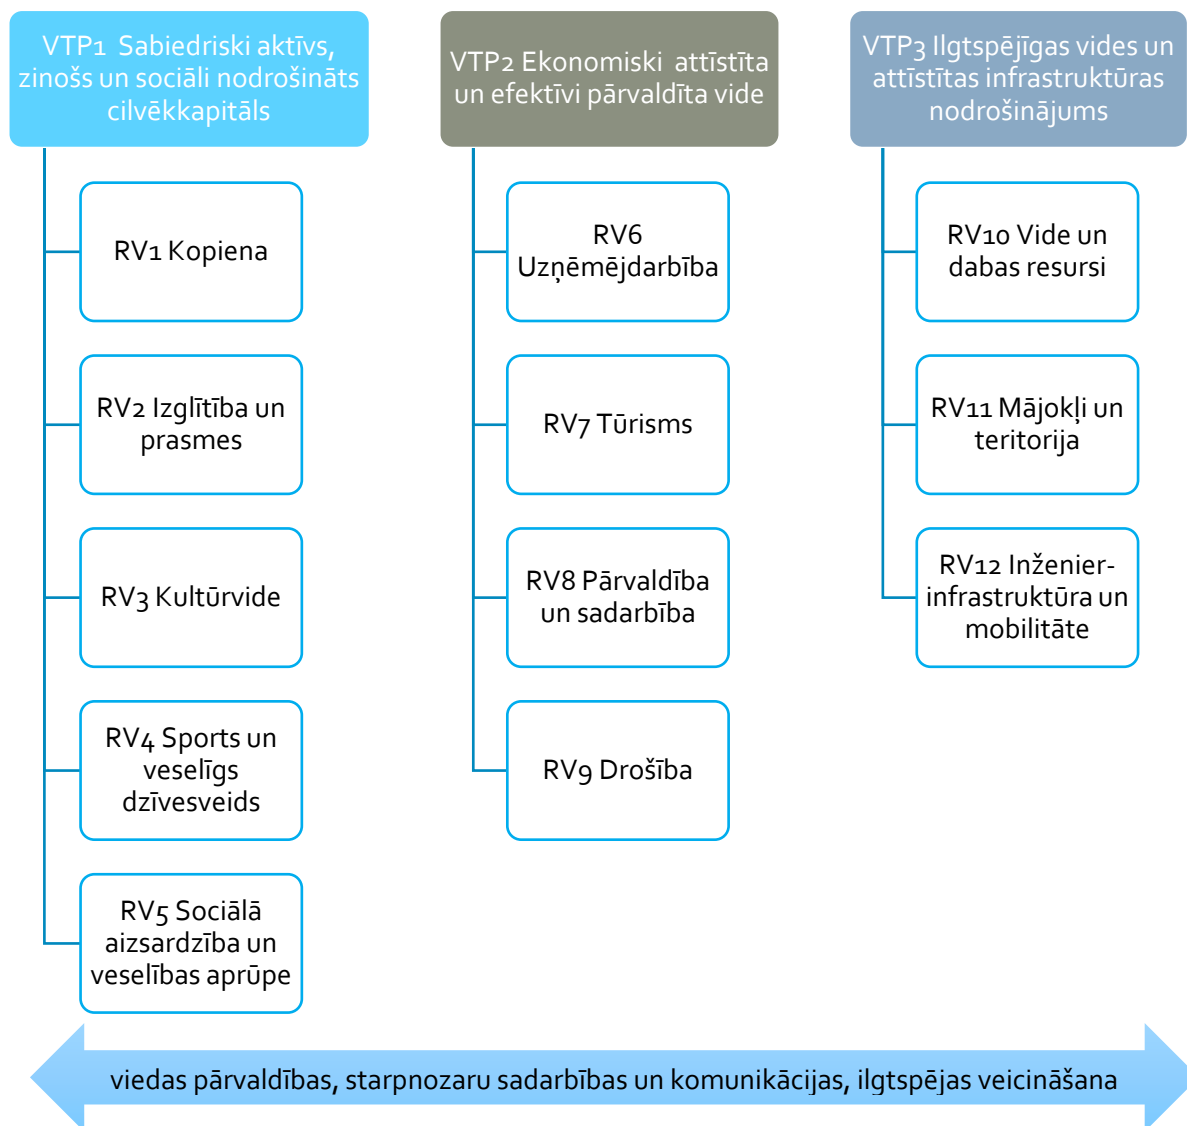 VTP1 Sabiedriski aktīvs,
zinošs un sociāli nodrošināts
cilvēkkapitāls
RV1 Kopiena
RV2 Izglītība un
prasmes
RV3 Kultūrvide
RV4 Sports un
veselīgs
dzīvesveids
RV5 Sociālā
aizsardzība un
veselības aprūpe
VTP2 Ekonomiski attīstīta
un efektīvi pārvaldīta vide
RV6
Uzņēmējdarbība
RV7 Tūrisms
RV8 Pārvaldība
un sadarbība
RV9 Drošība
VTP3 Ilgtspējīgas vides un
attīstītas infrastruktūras
nodrošinājums
RV10 Vide un
dabas resursi
RV11 Mājokļi un
teritorija
RV12 Inženier-
infrastruktūra un
mobilitāte
viedas pārvaldības, starpnozaru sadarbības un komunikācijas, ilgtspējas veicināšana